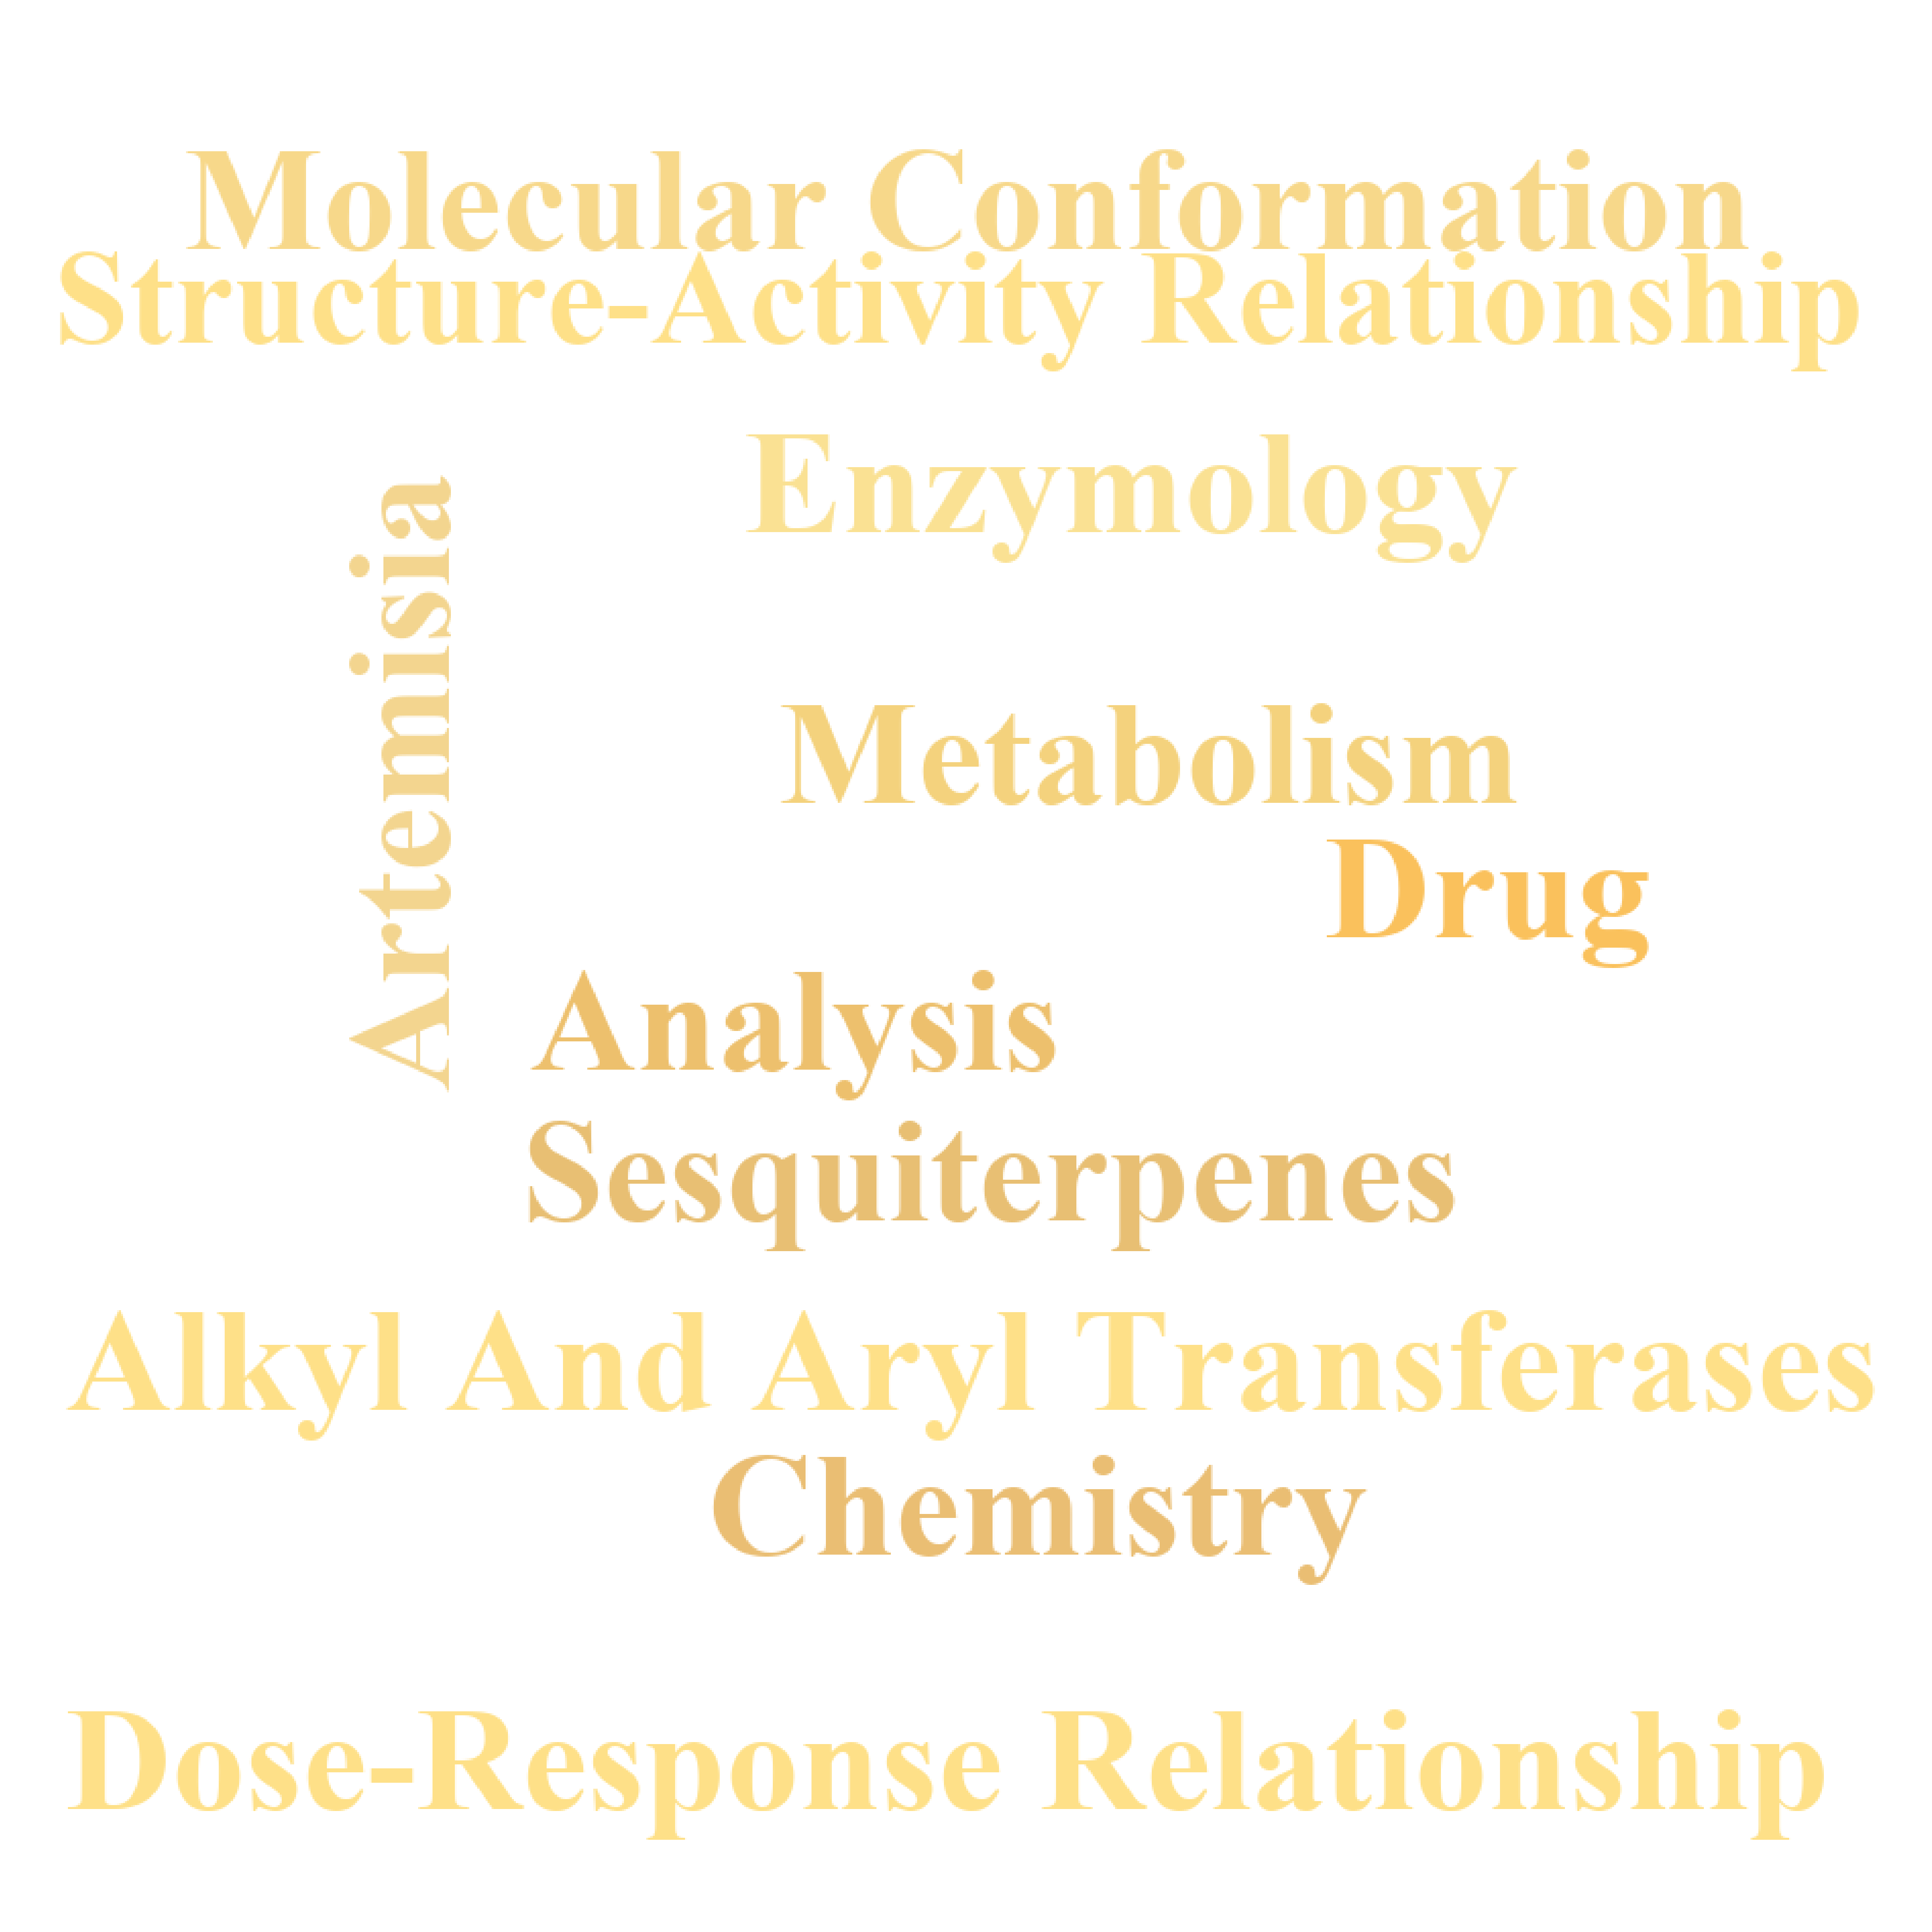 Molecular Conformation
Structure-Activity Relationship
Enzymology
Artemisia
Metabolism
Drug
Analysis
Sesquiterpenes
Alkyl And Aryl Transferases
Chemistry
Dose-Response Relationship